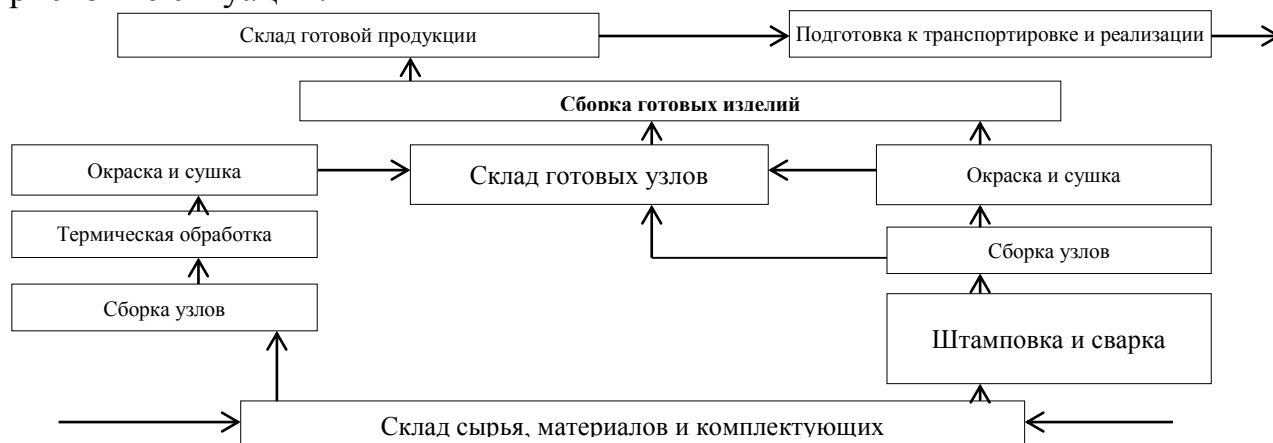 Склад готовой продукции
Подготовка к транспортировке и реализации
Сборка готовых изделий
Окраска и сушка
Склад готовых узлов
Окраска и сушка
Термическая обработка
Сборка узлов
Сборка узлов
Штамповка и сварка
Склад сырья, материалов и комплектующих